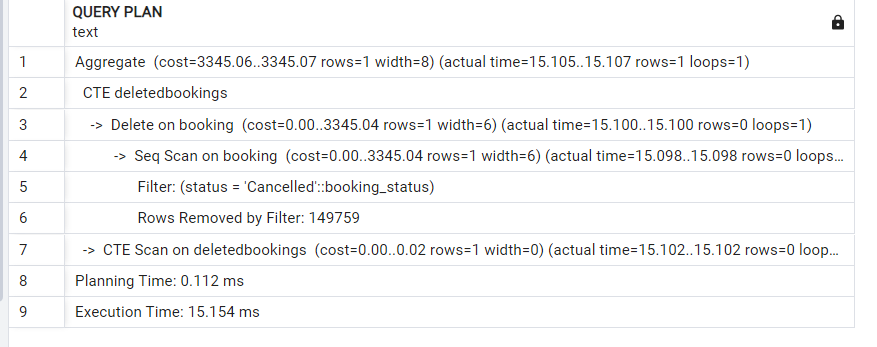 QUERY PLAN
text
1 Aggregate (cost=3345.06..3345.07 rows=1 width=8) (actual time=15.105..15.107 rows=1 loops=1)
2 CTE deletedbookings
3 -> Delete on booking (cost=0.00..3345.04 rows=1 width=6) (actual time=15.100..15.100 rows=0 loops=1)
4 -> Seq Scan on booking (cost=0.00..3345.04 rows=1 width=6) (actual time=15.098..15.098 rows=0 loops...
5 Filter: (status = 'Cancelled'::booking_status)
6 Rows Removed by Filter: 149759
7 -> CTE Scan on deletedbookings (cost=0.00..0.02 rows=1 width=0) (actual time=15.102..15.102 rows=0 loop...
8 Planning Time: 0.112 ms
9 Execution Time: 15.154 ms